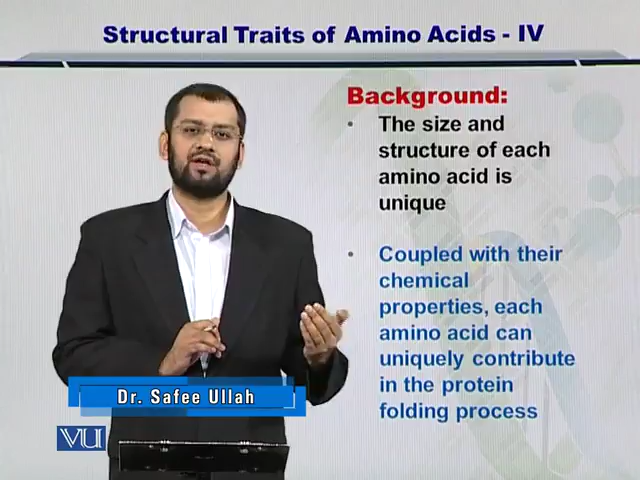 Structural Traits of Amino Acids - IV
Background:
• The size and
structure of each
amino acid is
unique
• Coupled with their
chemical
properties, each
amino acid can
uniquely contribute
in the protein
folding process
Dr. Safee Ullah
VU